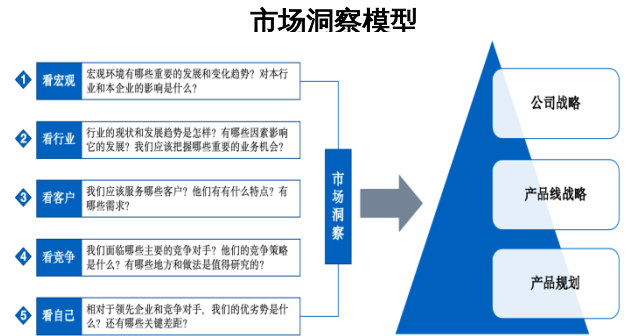 市场洞察模型
1 看宏观
宏观环境有哪些重要的发展和变化趋势？对本行
业和本企业的影响是什么？
2 看行业
行业的现状和发展趋势是怎样？有哪些因素影响
它的发展？我们应该把握哪些重要的业务机会？
3 看客户
我们应该服务哪些客户？他们有有什么特点？有
哪些需求？
4 看竞争
我们面临哪些主要的竞争对手？他们的竞争策略
是什么？有哪些地方和做法是值得研究的？
5 看自己
相对于领先企业和竞争对手，我们的优劣势是什
么？还有哪些关键差距？
市场洞察
公司战略
产品线战略
产品规划